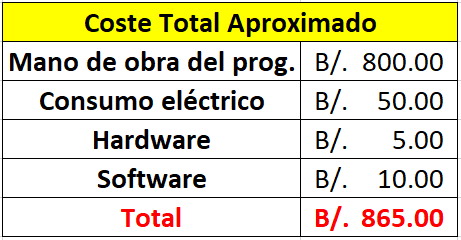 Coste Total Aproximado
Mano de obra del prog. B/. 800.00
Consumo eléctrico B/. 50.00
Hardware B/. 5.00
Software B/. 10.00
Total B/. 865.00